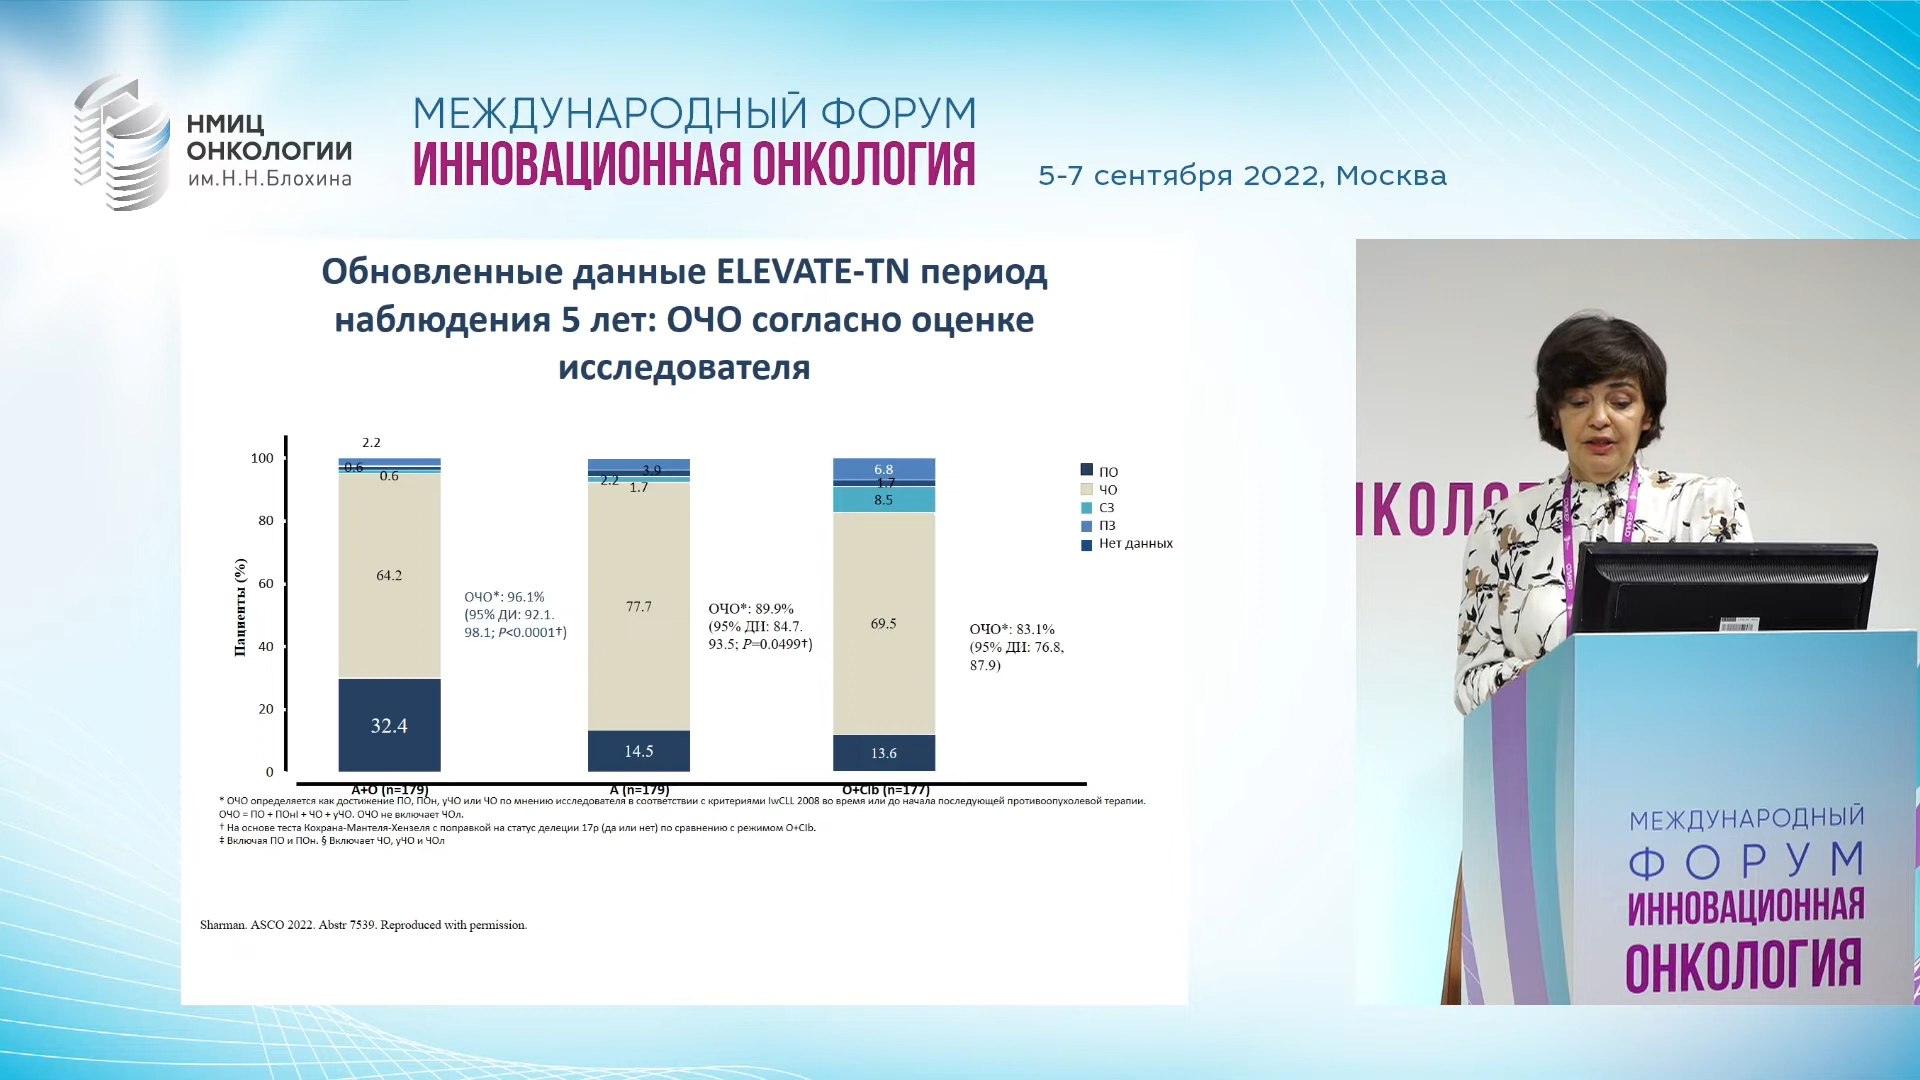 НМИЦ
ОНКОЛОГИИ
им.Н.Н.Блохина
МЕЖДУНАРОДНЫЙ ФОРУМ
ИННОВАЦИОННАЯ ОНКОЛОГИЯ
5-7 сентября 2022, Москва
Обновленные данные ELEVATE-TN период
наблюдения 5 лет: ОЧО согласно оценке
исследователя
Пациенты (%)
100
80
60
40
20
0
2.2
0.6
0.6
64.2
32.4
ОЧО*: 96.1%
(95% ДИ: 92.1.
98.1; P<0.0001†)
3.9
2.2
1.7
77.7
14.5
ОЧО*: 89.9%
(95% ДИ: 84.7.
93.5; P=0.0499†)
6.8
1.7
8.5
69.5
13.6
ОЧО*: 83.1%
(95% ДИ: 76.8,
87.9)
ПО
ЧО
СЗ
ПЗ
Нет данных
A+O (n=179)
A (n=179)
O+Clb (n=177)
* ОЧО определяется как достижение ПО, ПОн, уЧО или ЧО по мнению исследователя в соответствии с критериями IwCLL 2008 во время или до начала последующей противоопухолевой терапии.
ОЧО = ПО + ПОнl + ЧО + уЧО. ОЧО не включает ЧОл.
† На основе теста Кохрана-Мантеля-Хензеля с поправкой на статус делеции 17p (да или нет) по сравнению с режимом O+Clb.
‡ Включая ПО и ПОн. § Включает ЧО, уЧО и ЧОл
Sharman. ASCO 2022. Abstr 7539. Reproduced with permission.
НКОЛОГ
МЕЖДУНАРОДНЫЙ
ФОРУМ
ИННОВАЦИОННАЯ
ОНКОЛОГИЯ